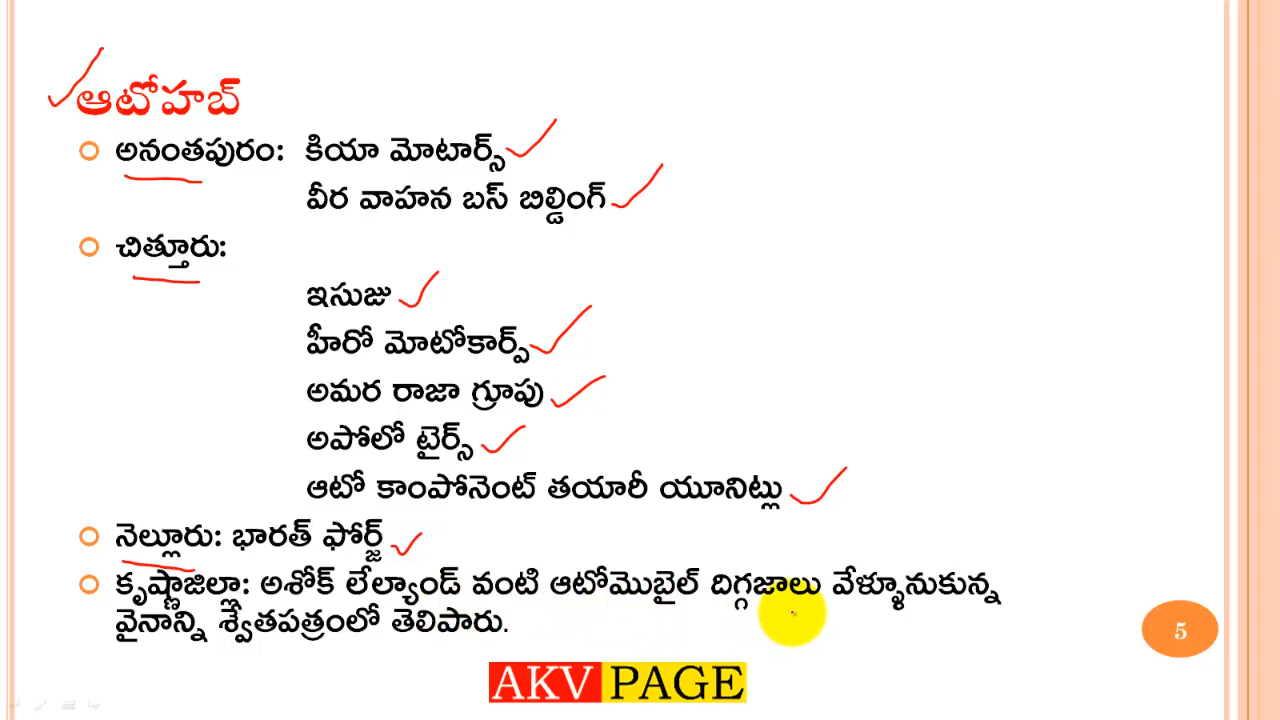 ఆటోహబ్
అనంతపురం: కియా మోటార్స్
వీర వాహన బస్ బిల్డింగ్
చిత్తూరు:
ఇసుజు
హీరో మోటోకార్ప్
అమర రాజా గ్రూపు
అపోలో టైర్స్
ఆటో కాంపోనెంట్ తయారీ యూనిట్లు
నెల్లూరు: భారత్ ఫోర్జ్
కృష్ణాజిల్లా: అశోక్ లేల్యాండ్ వంటి ఆటోమొబైల్ దిగ్గజాలు వేళ్ళూనుకున్న
వైనాన్ని శ్వేతపత్రంలో తెలిపారు.
5
AKV PAGE